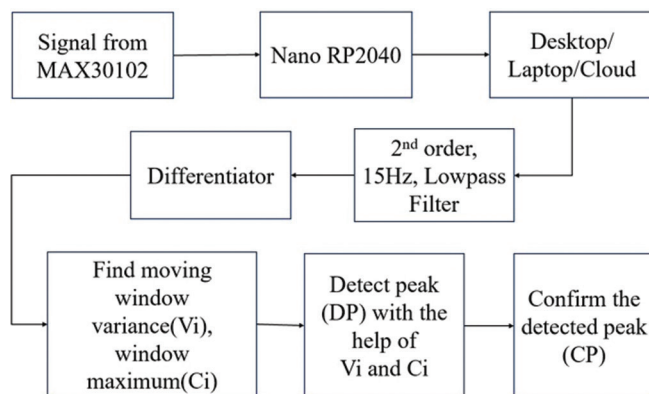 Signal from
MAX30102
Nano RP2040
Desktop/
Laptop/Cloud
2nd order,
15Hz, Lowpass
Filter
Differentiator
Find moving
window
variance(Vi),
window
maximum(Ci)
Detect peak
(DP) with the
help of
Vi and Ci
Confirm the
detected peak
(CP)